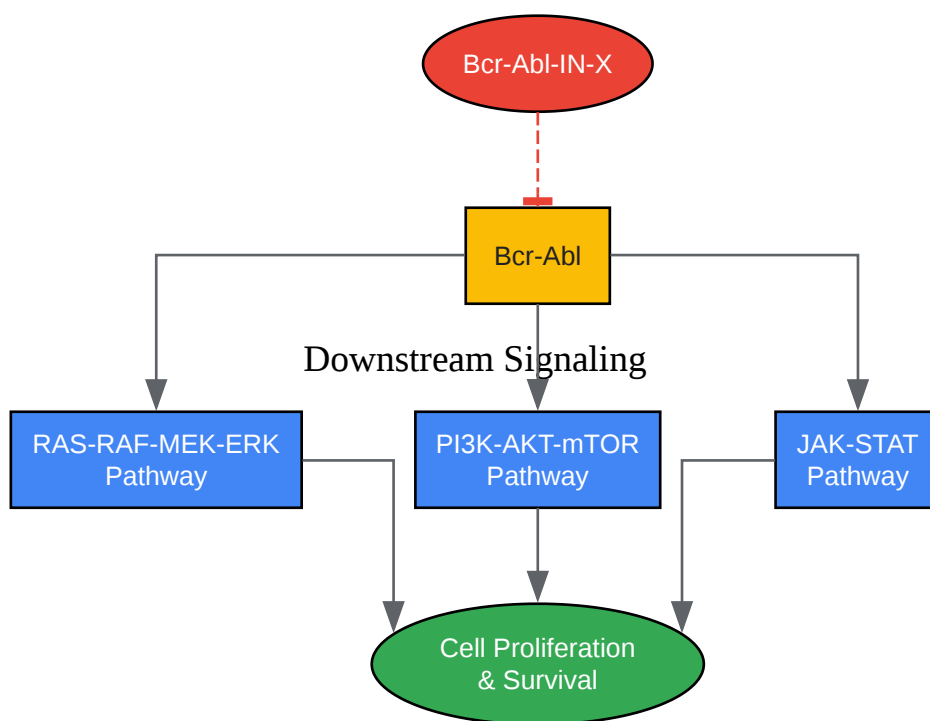 Bcr-Abl-IN-X
Bcr-Abl
Downstream Signaling
RAS-RAF-MEK-ERK
Pathway
PI3K-AKT-mTOR
Pathway
JAK-STAT
Pathway
Cell Proliferation
& Survival